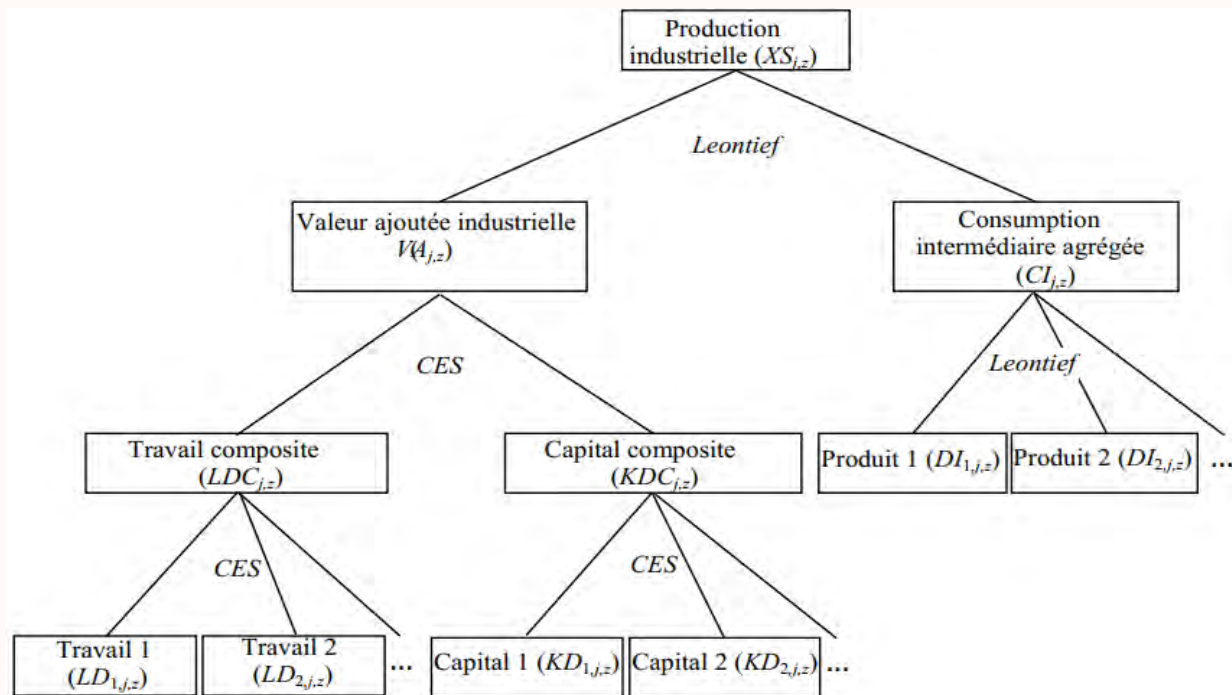 Production
industrielle (XS_{j,z})
Leontief
Valeur ajoutée industrielle
V(A_{j,z})
Consumption
intermédiaire agrégée
(CI_{j,z})
CES
Leontief
Travail composite
(LDC_{j,z})
Capital composite
(KDC_{j,z})
Produit 1 (DI_{1,j,z})
Produit 2 (DI_{2,j,z})
...
CES
CES
Travail 1
(LD_{1,j,z})
Travail 2
(LD_{2,j,z})
...
Capital 1 (KD_{1,j,z})
Capital 2 (KD_{2,j,z})
...